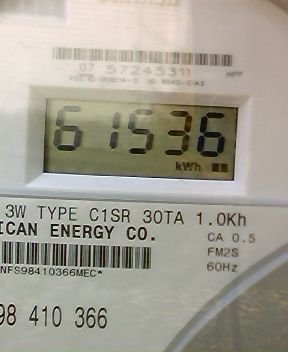 07 57245311
61536
kWh
3W TYPE C1SR 30TA 1.0Kh
ICAN ENERGY CO.
CA 0.5
FM2S
60Hz
NFS98410366MEC*
98 410 366